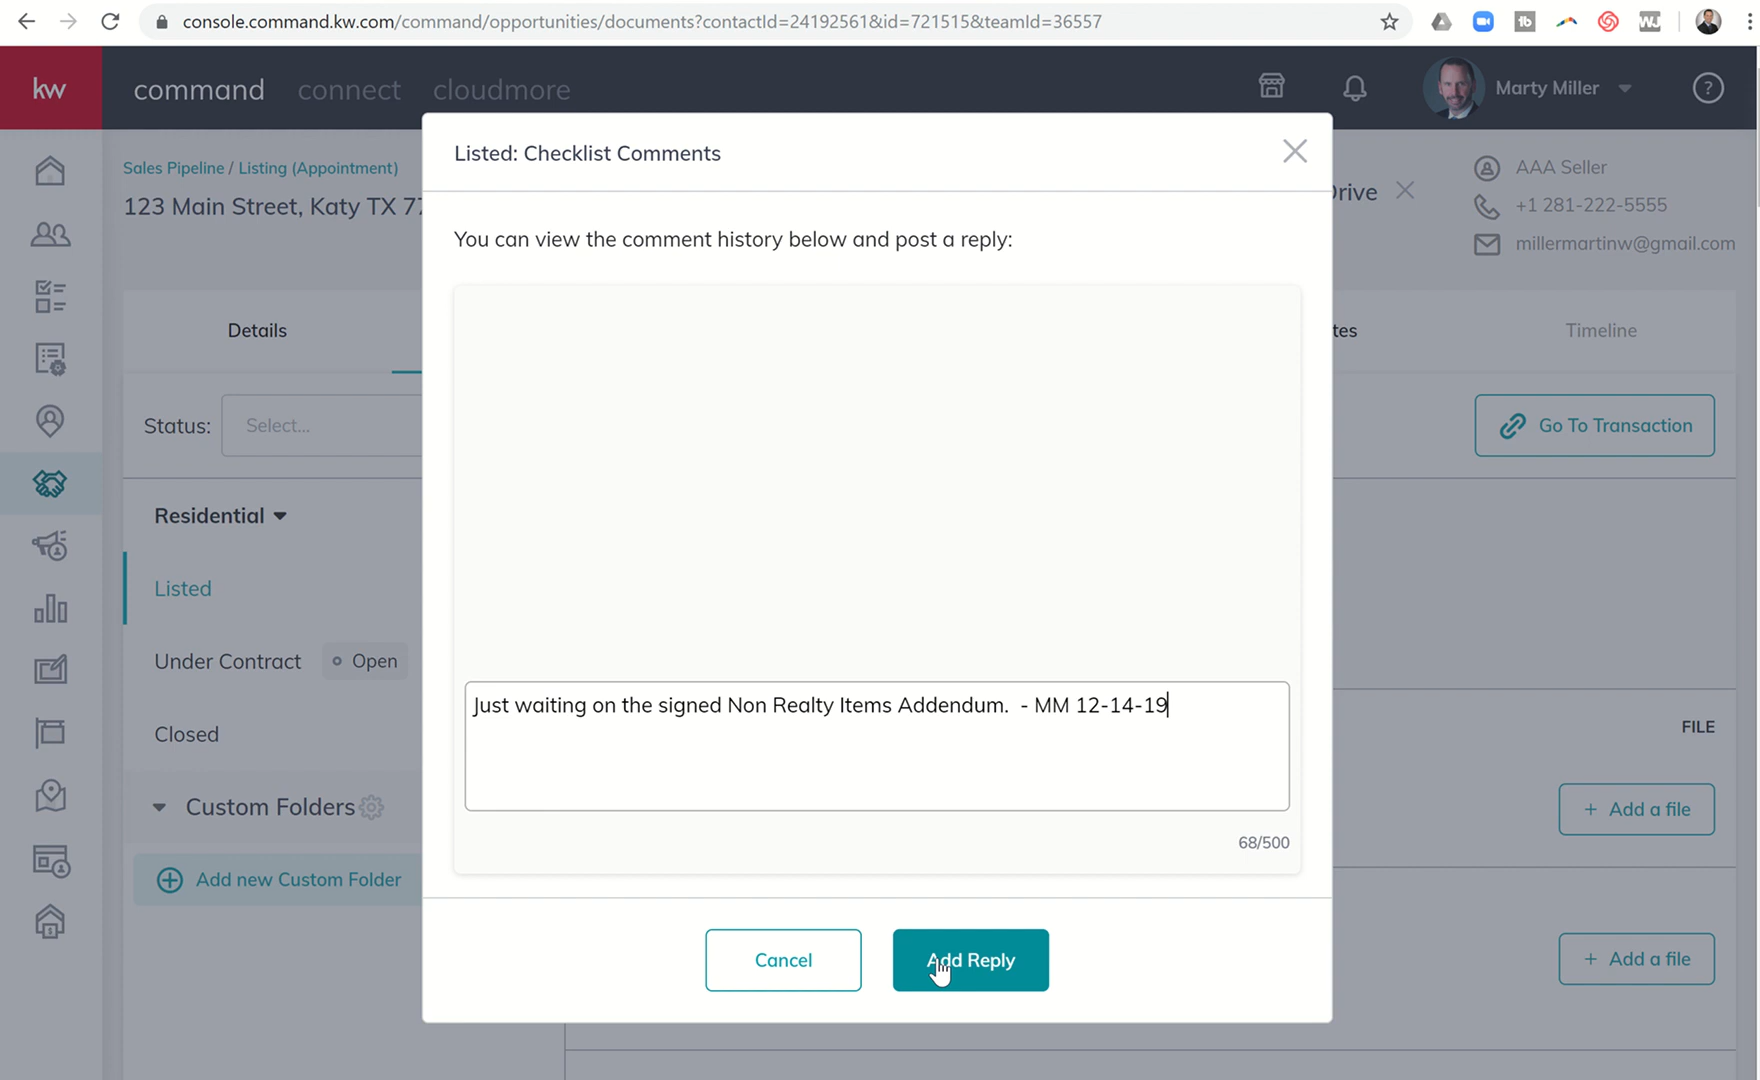 console.command.kw.com/command/opportunities/documents?contactId=24192561&id=721515&teamId=36557
tb
WJ
kw
command
connect
cloudmore
Marty Miller
?
Sales Pipeline / Listing (Appointment)
123 Main Street, Katy TX 77
Drive
AAA Seller
+1 281-222-5555
millermartinw@gmail.com
Listed: Checklist Comments
You can view the comment history below and post a reply:
Details
tes
Timeline
Status:
Select...
Go To Transaction
Residential
Listed
Under Contract
Open
Closed
Just waiting on the signed Non Realty Items Addendum.  - MM 12-14-19
FILE
Custom Folders
+ Add a file
68/500
Add new Custom Folder
Cancel
Add Reply
+ Add a file